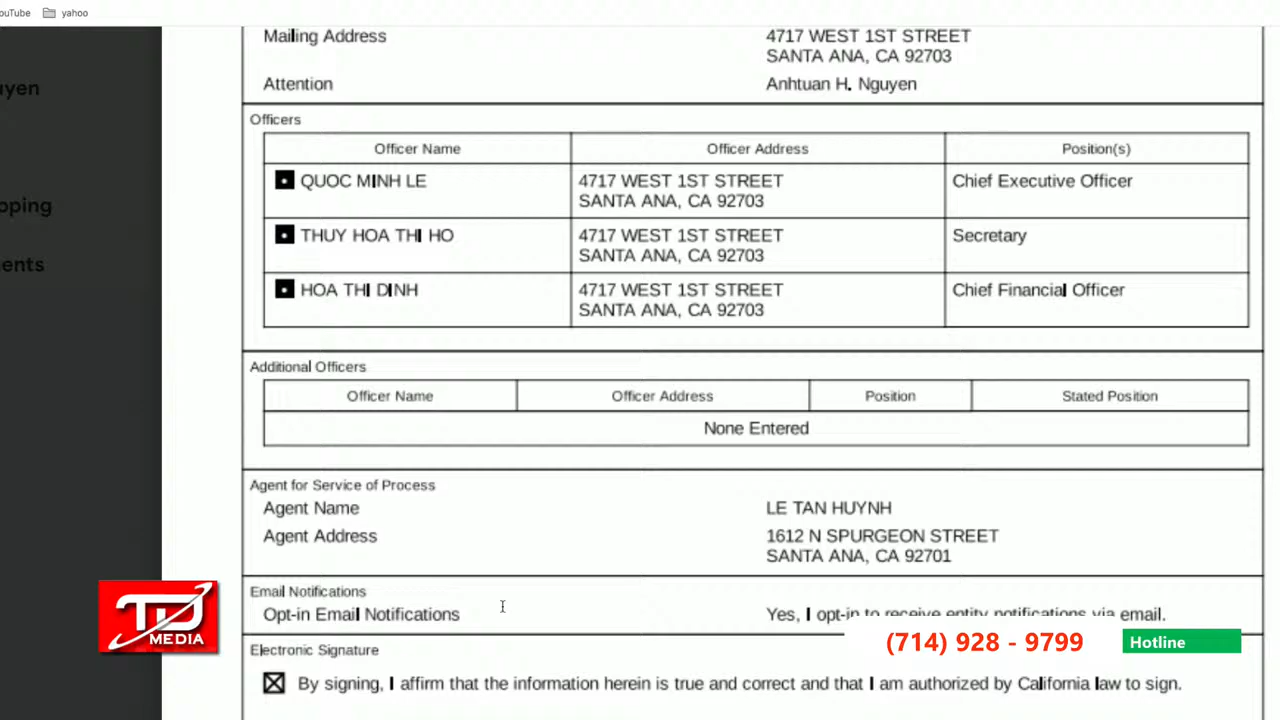 yahoo
Mailing Address 4717 WEST 1ST STREET
SANTA ANA, CA 92703
Attention Anhtuan H. Nguyen
Officers
Officer Name Officer Address Position(s)
QUOC MINH LE 4717 WEST 1ST STREET Chief Executive Officer
SANTA ANA, CA 92703
THUY HOA THI HO 4717 WEST 1ST STREET Secretary
SANTA ANA, CA 92703
HOA THI DINH 4717 WEST 1ST STREET Chief Financial Officer
SANTA ANA, CA 92703
Additional Officers
Officer Name Officer Address Position Stated Position
None Entered
Agent for Service of Process
Agent Name LE TAN HUYNH
Agent Address 1612 N SPURGEON STREET
SANTA ANA, CA 92701
Email Notifications
Opt-in Email Notifications Yes, I opt-in to receive entity notifications via email.
Electronic Signature
By signing, I affirm that the information herein is true and correct and that I am authorized by California law to sign.
TD
MEDIA
(714) 928 - 9799 Hotline